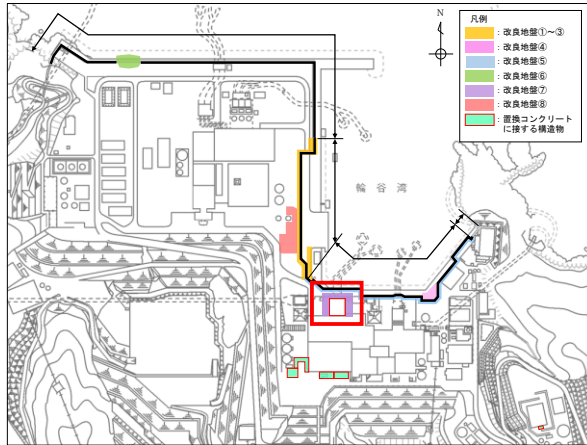 N
凡例
：改良地盤①～③
：改良地盤④
：改良地盤⑤
：改良地盤⑥
：改良地盤⑦
：改良地盤⑧
：置換コンクリート
に接する構造物
輪谷湾